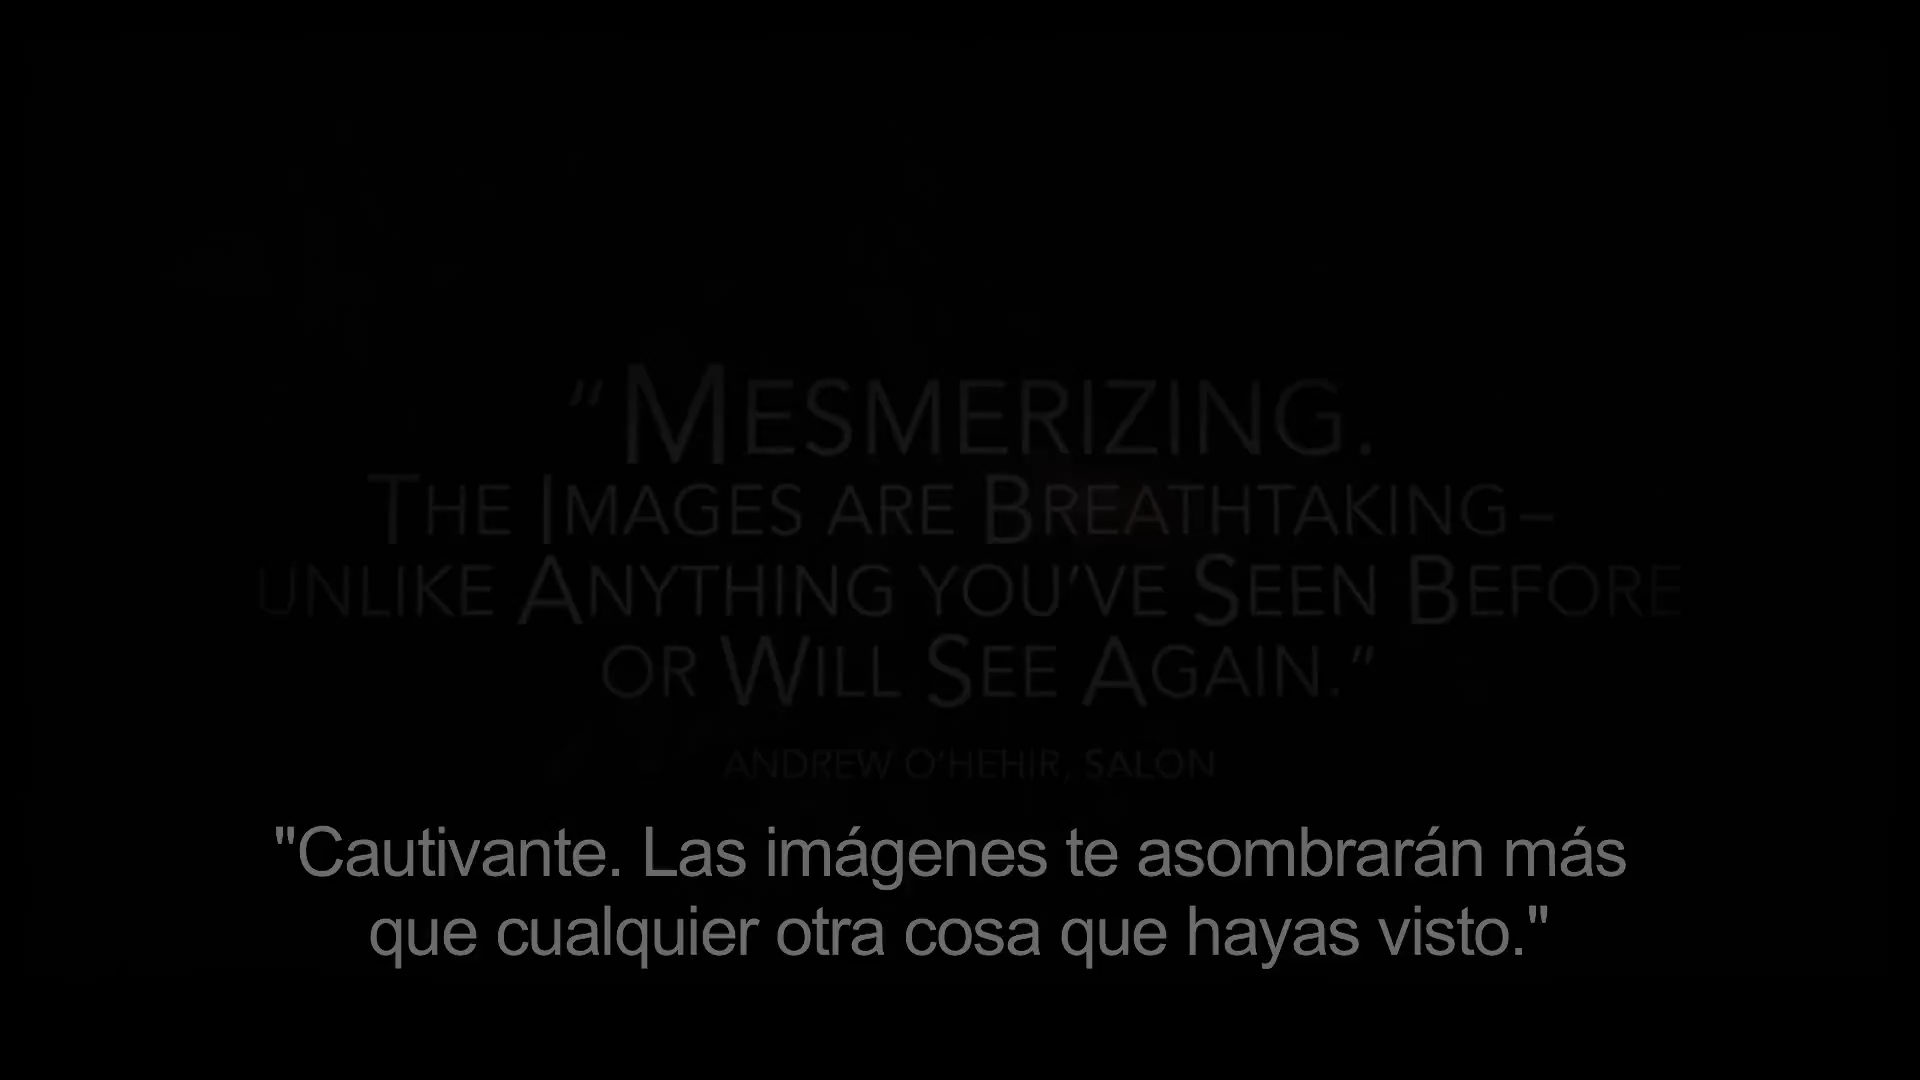 “MESMERIZING.
THE IMAGES ARE BREATHTAKING–
UNLIKE ANYTHING YOU’VE SEEN BEFORE
OR WILL SEE AGAIN.”
ANDREW O’HEHIR, SALON
"Cautivante. Las imágenes te asombrarán más
que cualquier otra cosa que hayas visto."